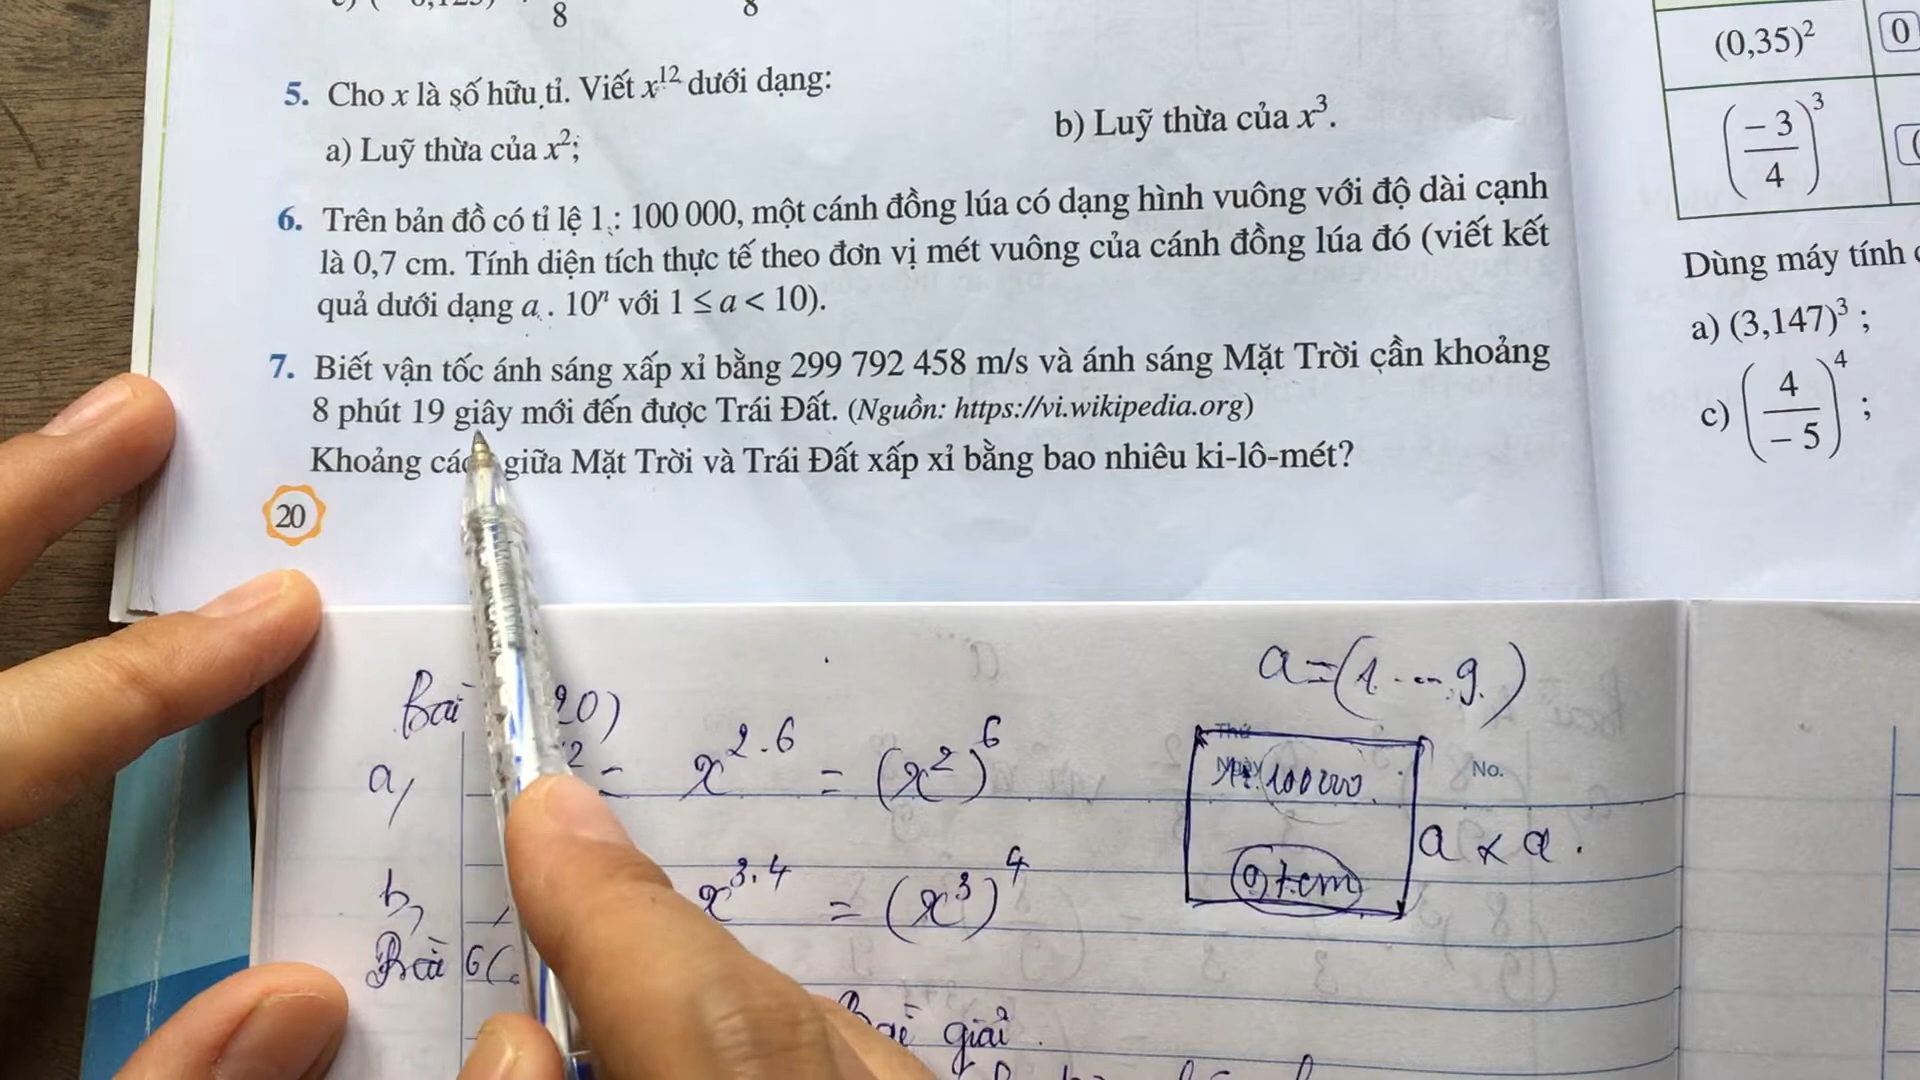 8
8
5. Cho x là số hữu tỉ. Viết x¹² dưới dạng:
a) Luỹ thừa của x²;
b) Luỹ thừa của x³.
6. Trên bản đồ có tỉ lệ 1 : 100 000, một cánh đồng lúa có dạng hình vuông với độ dài cạnh
là 0,7 cm. Tính diện tích thực tế theo đơn vị mét vuông của cánh đồng lúa đó (viết kết
quả dưới dạng a . 10ⁿ với 1 ≤ a < 10).
7. Biết vận tốc ánh sáng xấp xỉ bằng 299 792 458 m/s và ánh sáng Mặt Trời cần khoảng
8 phút 19 giây mới đến được Trái Đất. (Nguồn: https://vi.wikipedia.org)
Khoảng các giữa Mặt Trời và Trái Đất xấp xỉ bằng bao nhiêu ki-lô-mét?
20
(0,35)²
0
(-3/4)³
Dùng máy tính
a) (3,147)³ ;
c) (4/-5)⁴ ;
Bài 20)
a, 2 = x^2.6 = (x²)⁶
b, x^3.4 = (x³)⁴
Bài 6(
Bài giải
a = (1 ... 9.)
Thứ
Ngày
No.
1:100000
0,7cm
a x a.